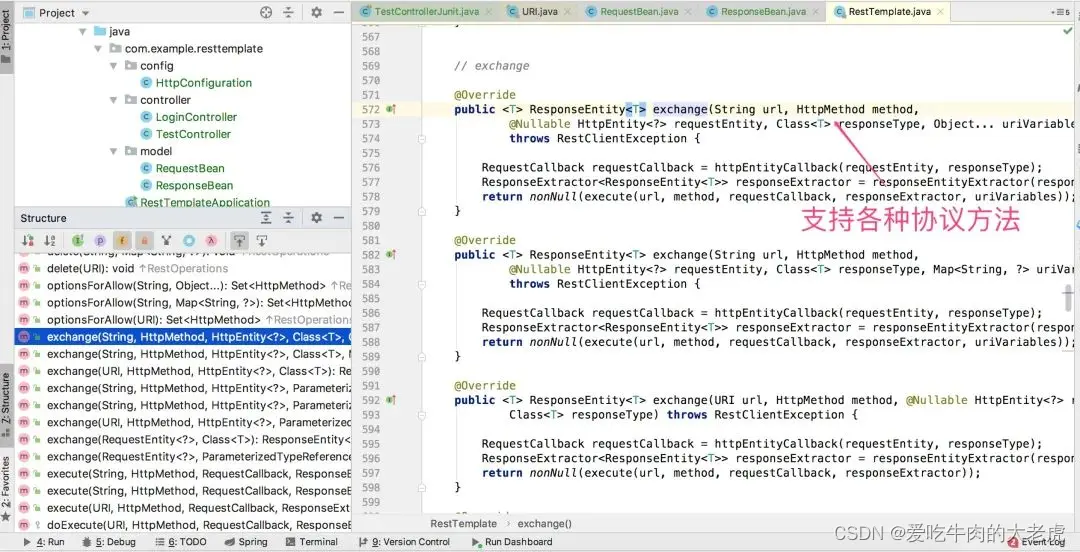 Project
TestControllerJunit.java
URI.java
RequestBean.java
ResponseBean.java
RestTemplate.java
5
1: Project
java
com.example.resttemplate
config
HttpConfiguration
controller
LoginController
TestController
model
RequestBean
ResponseBean
RestTemplateApplication
Structure
delete(String, Map<String, ?>): void ↑RestOperations
delete(URI): void ↑RestOperations
optionsForAllow(String, Object...): Set<HttpMethod> ↑R
optionsForAllow(String, Map<String, ?>): Set<HttpMethod
optionsForAllow(URI): Set<HttpMethod> ↑RestOperations
exchange(String, HttpMethod, HttpEntity<?>, Class<T>,
exchange(String, HttpMethod, HttpEntity<?>, Class<T>,
exchange(URI, HttpMethod, HttpEntity<?>, Class<T>): Re
exchange(String, HttpMethod, HttpEntity<?>, Parameteriz
exchange(String, HttpMethod, HttpEntity<?>, Parameteriz
exchange(URI, HttpMethod, HttpEntity<?>, Parameterized
exchange(RequestEntity<?>, Class<T>): ResponseEntity
exchange(RequestEntity<?>, ParameterizedTypeReference
execute(String, HttpMethod, RequestCallback, ResponseE
execute(String, HttpMethod, RequestCallback, ResponseE
execute(URI, HttpMethod, RequestCallback, ResponseExt
doExecute(URI, HttpMethod, RequestCallback, Response
7: Structure
2: Favorites
567
568
569 // exchange
570
571 @Override
572 public <T> ResponseEntity<T> exchange(String url, HttpMethod method,
573 @Nullable HttpEntity<?> requestEntity, Class<T> responseType, Object... uriVariable
574 throws RestClientException {
575
576 RequestCallback requestCallback = httpEntityCallback(requestEntity, responseType);
577 ResponseExtractor<ResponseEntity<T>> responseExtractor = responseEntityExtractor(respon
578 return nonNull(execute(url, method, requestCallback, responseExtractor, uriVariables));
579 }
支持各种协议方法
580
581 @Override
582 public <T> ResponseEntity<T> exchange(String url, HttpMethod method,
583 @Nullable HttpEntity<?> requestEntity, Class<T> responseType, Map<String, ?> uriVar
584 throws RestClientException {
585
586 RequestCallback requestCallback = httpEntityCallback(requestEntity, responseType);
587 ResponseExtractor<ResponseEntity<T>> responseExtractor = responseEntityExtractor(respon
588 return nonNull(execute(url, method, requestCallback, responseExtractor, uriVariables));
589 }
590
591 @Override
592 public <T> ResponseEntity<T> exchange(URI url, HttpMethod method, @Nullable HttpEntity<?> r
593 Class<T> responseType) throws RestClientException {
594
595 RequestCallback requestCallback = httpEntityCallback(requestEntity, responseType);
596 ResponseExtractor<ResponseEntity<T>> responseExtractor = responseEntityExtractor(respon
597 return nonNull(execute(url, method, requestCallback, responseExtractor));
598 }
599
RestTemplate › exchange()
4: Run
5: Debug
6: TODO
Spring
Terminal
9: Version Control
Run Dashboard
Event Log
CSDN @爱吃牛肉的大老虎